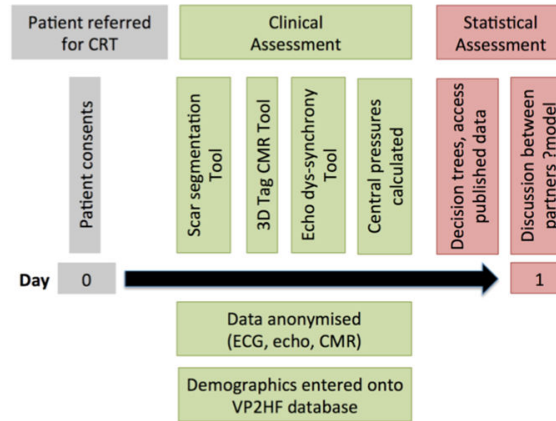 Patient referred
for CRT
Clinical
Assessment
Statistical
Assessment
Patient consents
Scar segmentation
Tool
3D Tag CMR Tool
Echo dys-synchrony
Tool
Central pressures
calculated
Decision trees, access
published data
Discussion between
partners ?model
Day
0
1
Data anonymised
(ECG, echo, CMR)
Demographics entered onto
VP2HF database